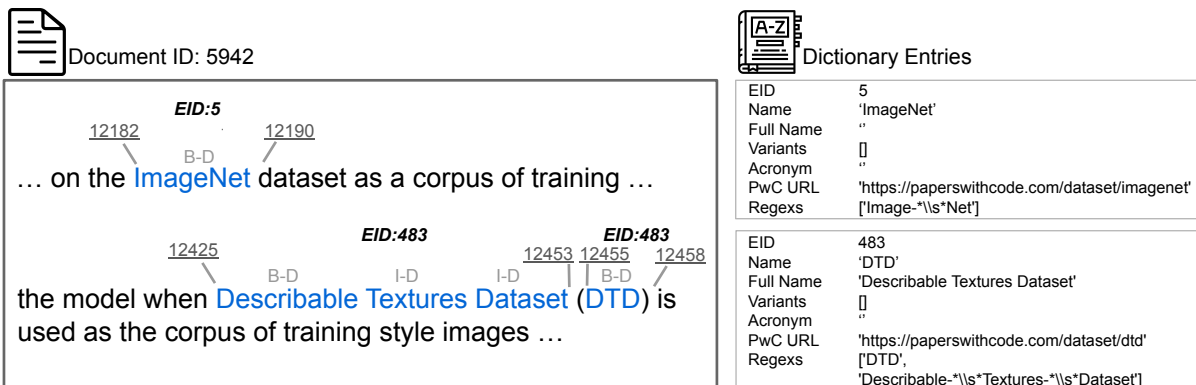 Document ID: 5942
EID:5
12182 12190
B-D
… on the ImageNet dataset as a corpus of training …
EID:483 EID:483
12425 12453 12455 12458
B-D I-D I-D B-D
the model when Describable Textures Dataset (DTD) is
used as the corpus of training style images …
A-Z
Dictionary Entries
EID 5
Name ‘ImageNet’
Full Name ‘’
Variants []
Acronym ‘’
PwC URL 'https://paperswithcode.com/dataset/imagenet'
Regexs ['Image-*\\s*Net']
EID 483
Name ‘DTD’
Full Name 'Describable Textures Dataset'
Variants []
Acronym ‘’
PwC URL 'https://paperswithcode.com/dataset/dtd'
Regexs ['DTD',
'Describable-*\\s*Textures-*\\s*Dataset']